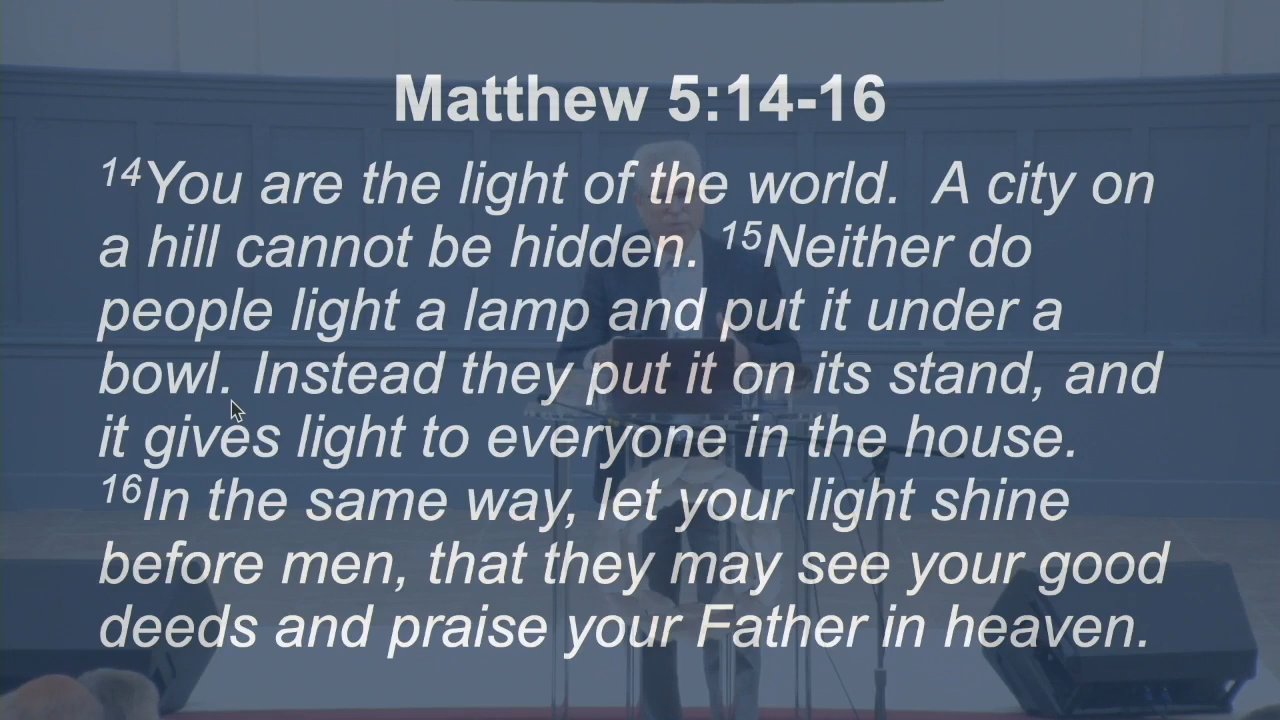 Matthew 5:14-16
14You are the light of the world. A city on
a hill cannot be hidden. 15Neither do
people light a lamp and put it under a
bowl. Instead they put it on its stand, and
it gives light to everyone in the house.
16In the same way, let your light shine
before men, that they may see your good
deeds and praise your Father in heaven.